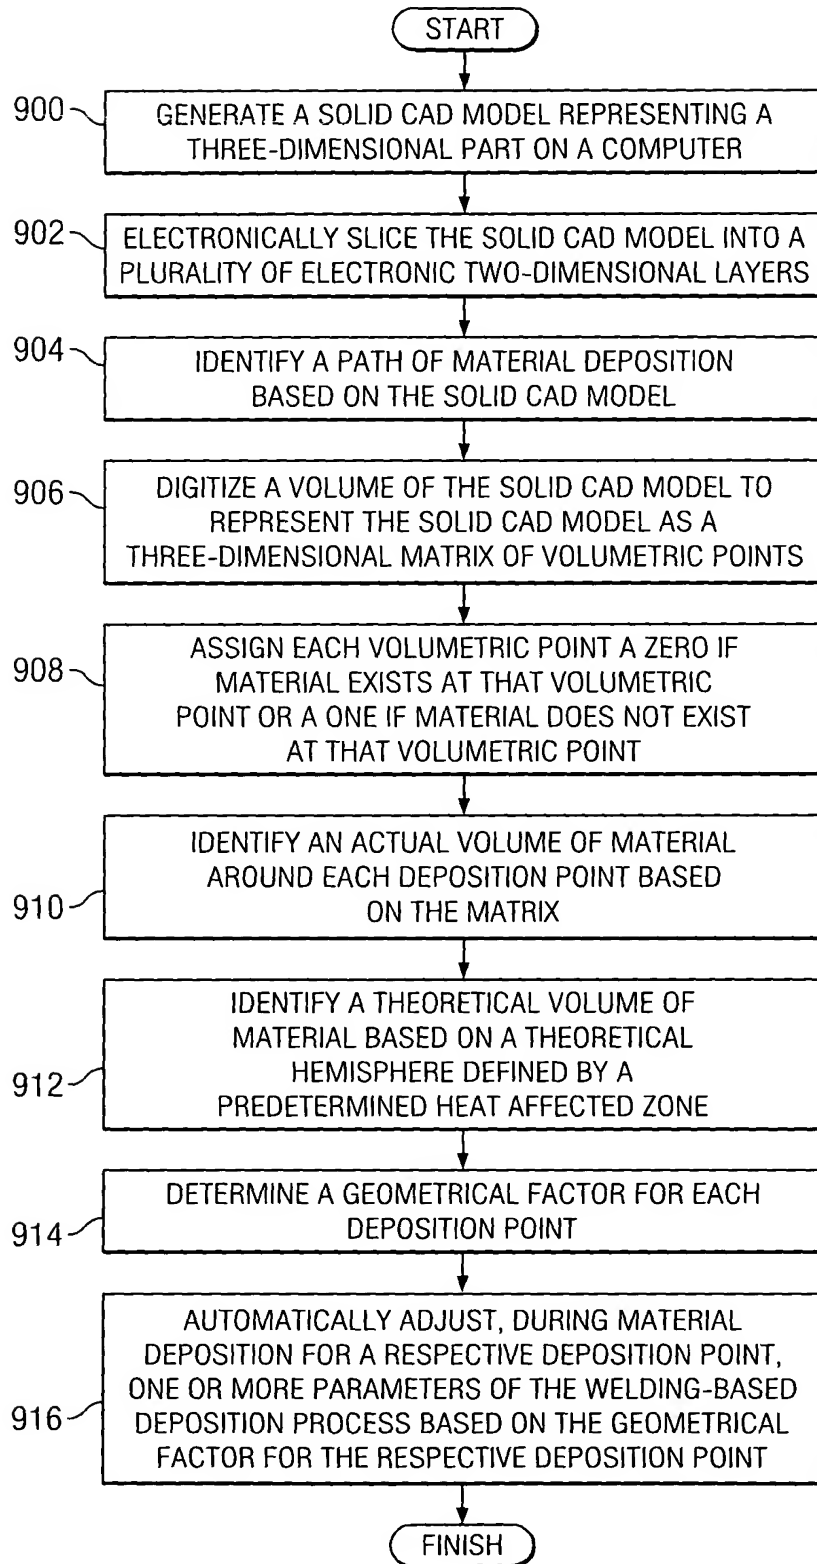 START
900
GENERATE A SOLID CAD MODEL REPRESENTING A
THREE-DIMENSIONAL PART ON A COMPUTER
902
ELECTRONICALLY SLICE THE SOLID CAD MODEL INTO A
PLURALITY OF ELECTRONIC TWO-DIMENSIONAL LAYERS
904
IDENTIFY A PATH OF MATERIAL DEPOSITION
BASED ON THE SOLID CAD MODEL
906
DIGITIZE A VOLUME OF THE SOLID CAD MODEL TO
REPRESENT THE SOLID CAD MODEL AS A
THREE-DIMENSIONAL MATRIX OF VOLUMETRIC POINTS
908
ASSIGN EACH VOLUMETRIC POINT A ZERO IF
MATERIAL EXISTS AT THAT VOLUMETRIC
POINT OR A ONE IF MATERIAL DOES NOT EXIST
AT THAT VOLUMETRIC POINT
910
IDENTIFY AN ACTUAL VOLUME OF MATERIAL
AROUND EACH DEPOSITION POINT BASED
ON THE MATRIX
912
IDENTIFY A THEORETICAL VOLUME OF
MATERIAL BASED ON A THEORETICAL
HEMISPHERE DEFINED BY A
PREDETERMINED HEAT AFFECTED ZONE
914
DETERMINE A GEOMETRICAL FACTOR FOR EACH
DEPOSITION POINT
916
AUTOMATICALLY ADJUST, DURING MATERIAL
DEPOSITION FOR A RESPECTIVE DEPOSITION POINT,
ONE OR MORE PARAMETERS OF THE WELDING-BASED
DEPOSITION PROCESS BASED ON THE GEOMETRICAL
FACTOR FOR THE RESPECTIVE DEPOSITION POINT
FINISH